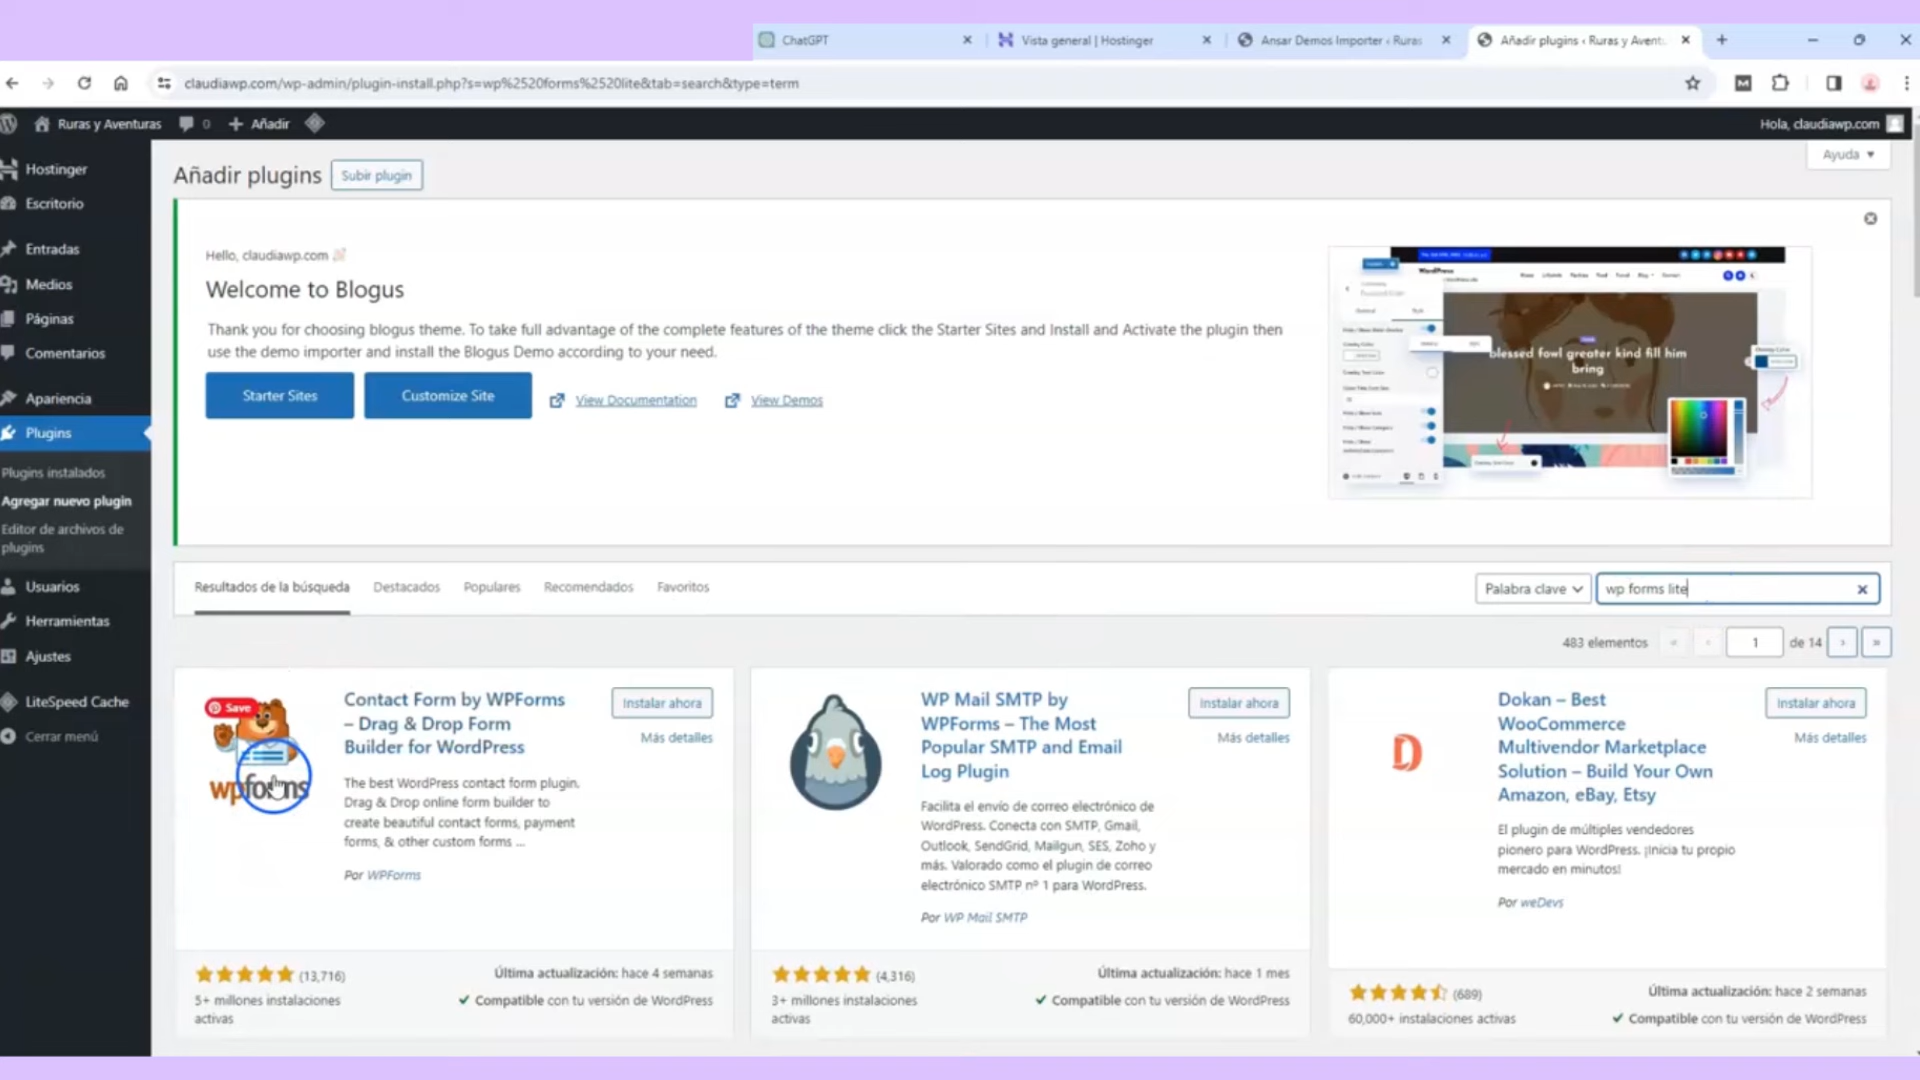 ChatGPT
Vista general | Hostinger
Ansar Demos Importer ‹ Ruras
Añadir plugins ‹ Ruras y Avent
claudiawp.com/wp-admin/plugin-install.php?s=wp%2520forms%2520lite&tab=search&type=term
Ruras y Aventuras
0
Añadir
Hola, claudiawp.com
Hostinger
Escritorio
Entradas
Medios
Páginas
Comentarios
Apariencia
Plugins
Plugins instalados
Agregar nuevo plugin
Editor de archivos de
plugins
Usuarios
Herramientas
Ajustes
LiteSpeed Cache
Cerrar menú
Ayuda
Añadir plugins
Subir plugin
Hello, claudiawp.com
Welcome to Blogus
Thank you for choosing blogus theme. To take full advantage of the complete features of the theme click the Starter Sites and Install and Activate the plugin then
use the demo importer and install the Blogus Demo according to your need.
Starter Sites
Customize Site
View Documentation
View Demos
WordPress
blessed fowl greater kind fill him
bring
Resultados de la búsqueda
Destacados
Populares
Recomendados
Favoritos
Palabra clave
wp forms lite
483 elementos
«
‹
1
de 14
›
»
Save
wpforms
Contact Form by WPForms
– Drag & Drop Form
Builder for WordPress
Instalar ahora
Más detalles
The best WordPress contact form plugin.
Drag & Drop online form builder to
create beautiful contact forms, payment
forms, & other custom forms ...
Por WPForms
(13,716)
5+ millones instalaciones
activas
Última actualización: hace 4 semanas
Compatible con tu versión de WordPress
WP Mail SMTP by
WPForms – The Most
Popular SMTP and Email
Log Plugin
Instalar ahora
Más detalles
Facilita el envío de correo electrónico de
WordPress. Conecta con SMTP, Gmail,
Outlook, SendGrid, Mailgun, SES, Zoho y
más. Valorado como el plugin de correo
electrónico SMTP nº 1 para WordPress.
Por WP Mail SMTP
(4,316)
3+ millones instalaciones
activas
Última actualización: hace 1 mes
Compatible con tu versión de WordPress
Dokan – Best
WooCommerce
Multivendor Marketplace
Solution – Build Your Own
Amazon, eBay, Etsy
Instalar ahora
Más detalles
El plugin de múltiples vendedores
pionero para WordPress. ¡Inicia tu propio
mercado en minutos!
Por weDevs
(689)
60,000+ instalaciones activas
Última actualización: hace 2 semanas
Compatible con tu versión de WordPress